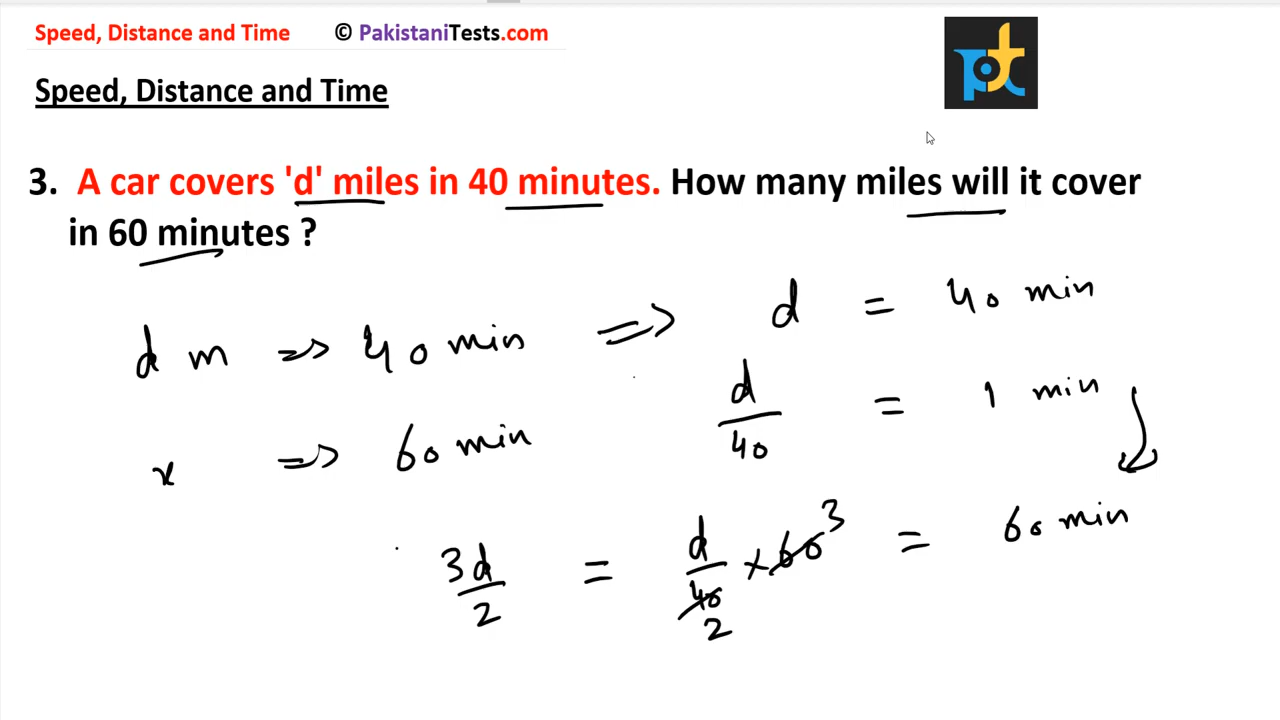 Speed, Distance and Time © PakistaniTests.com
pt
Speed, Distance and Time
3. A car covers 'd' miles in 40 minutes. How many miles will it cover
in 60 minutes ?
d m => 40 min => d = 40 min
d/40 = 1 min
x => 60 min
3d/2 = d/40 2 × 60 3 = 60 min